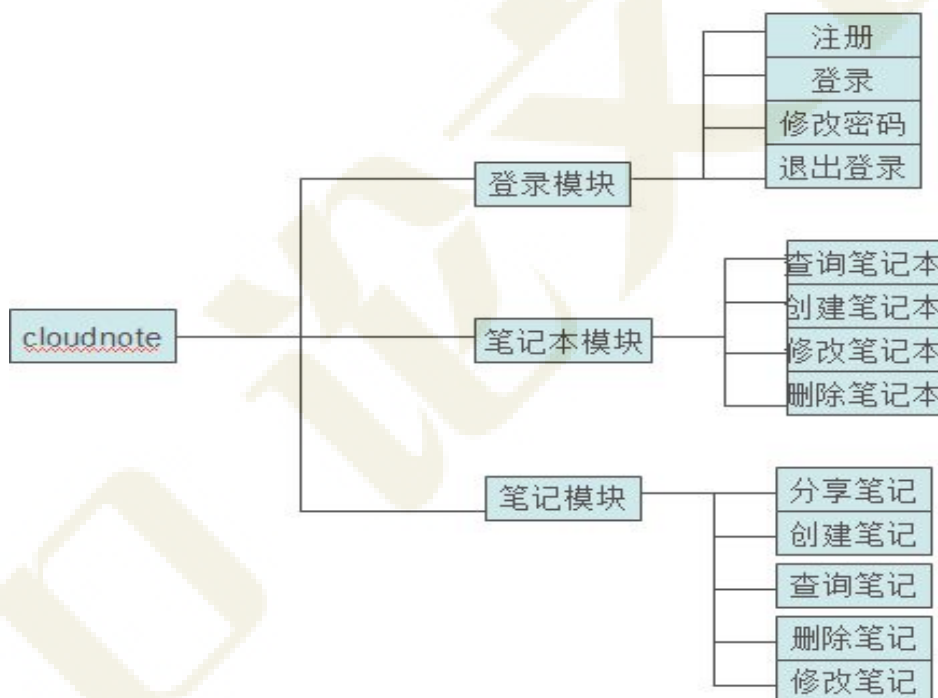 注册
登录
修改密码
退出登录
登录模块
查询笔记本
创建笔记本
cloudnote
笔记本模块
修改笔记本
删除笔记本
笔记模块
分享笔记
创建笔记
查询笔记
删除笔记
修改笔记